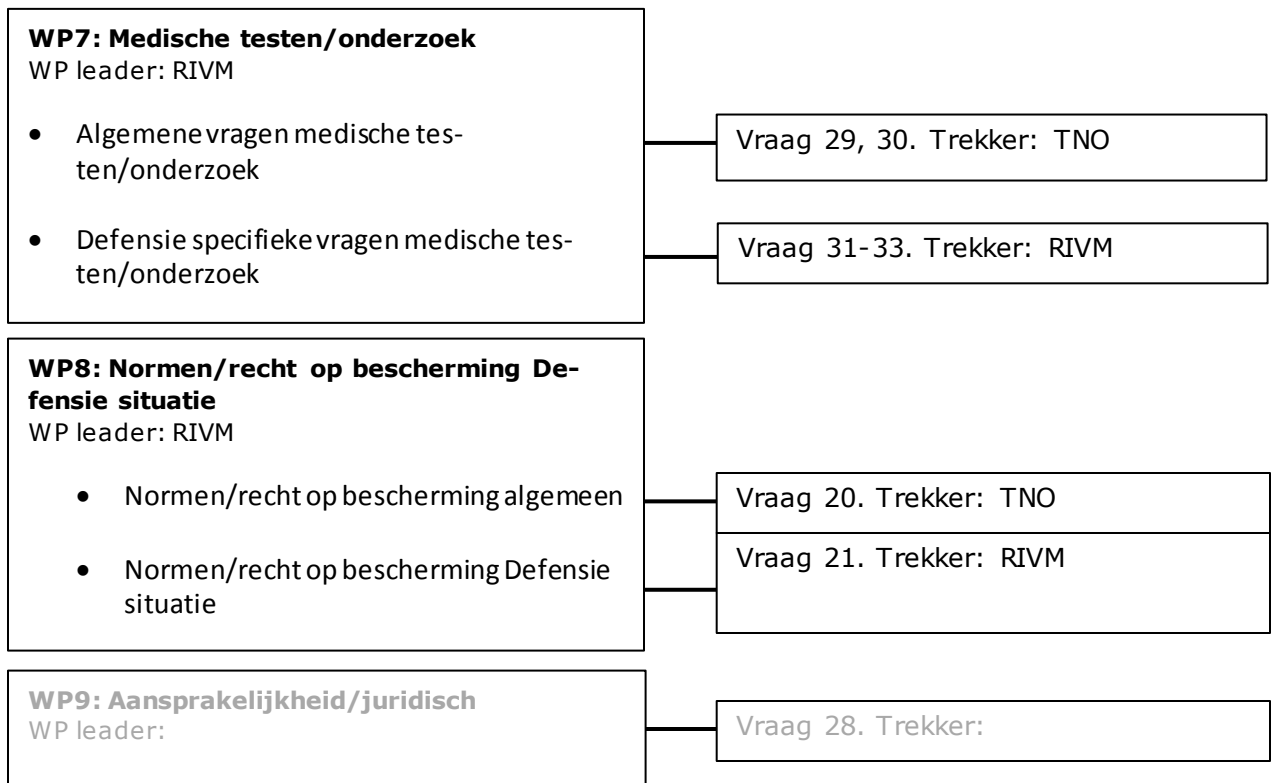 WP7: Medische testen/onderzoek
WP leader: RIVM
• Algemene vragen medische tes-
ten/onderzoek
Vraag 29, 30. Trekker: TNO
• Defensie specifieke vragen medische tes-
ten/onderzoek
Vraag 31-33. Trekker: RIVM
WP8: Normen/recht op bescherming De-
fensie situatie
WP leader: RIVM
• Normen/recht op bescherming algemeen
Vraag 20. Trekker: TNO
• Normen/recht op bescherming Defensie
situatie
Vraag 21. Trekker: RIVM
WP9: Aansprakelijkheid/juridisch
WP leader:
Vraag 28. Trekker: